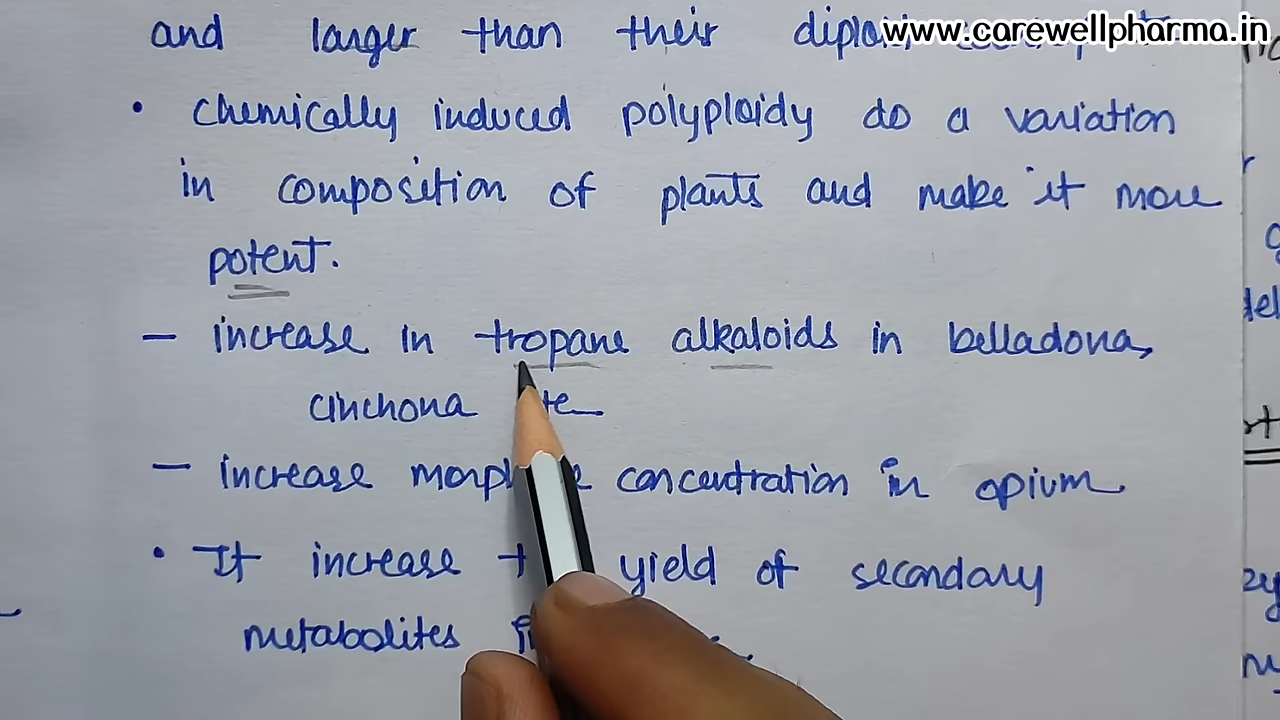 www.carewellpharma.in
and larger than their
• chemically induced polyploidy do a variation
in composition of plants and make it more
potent.
- increase in tropane alkaloids in belladona,
cinchona
- increase concentration in opium
• It increase yield of secondary
metabolites